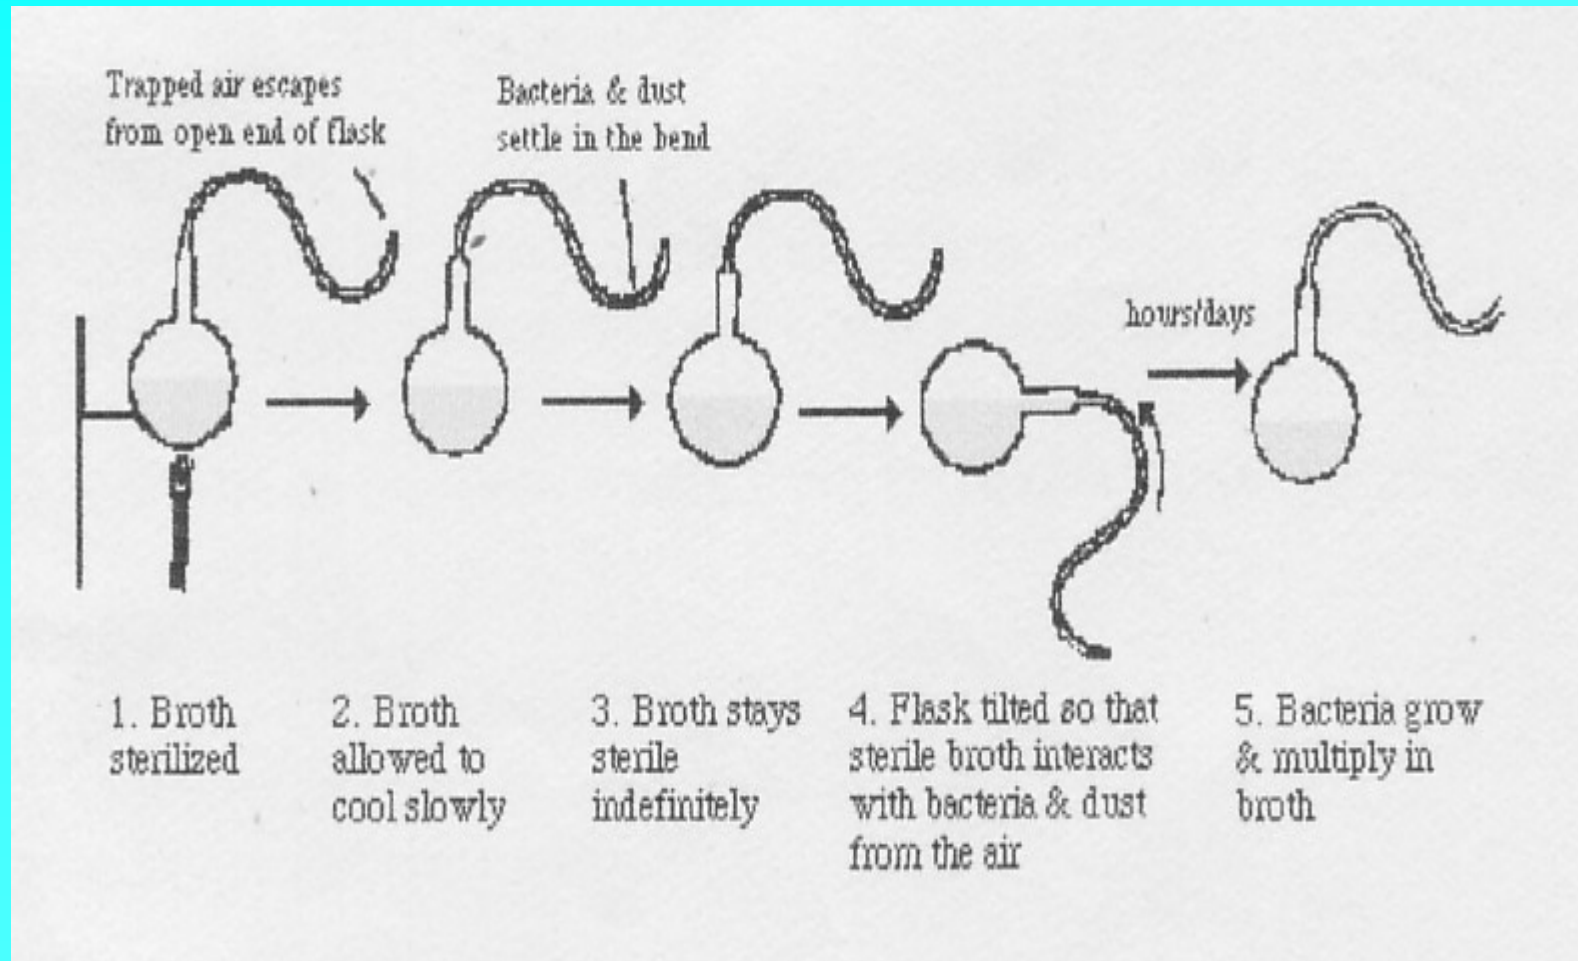 Trapped air escapes
from open end of flask
Bacteria & dust
settle in the bend
hours/days
1. Broth
sterilized
2. Broth
allowed to
cool slowly
3. Broth stays
sterile
indefinitely
4. Flask tilted so that
sterile broth interacts
with bacteria & dust
from the air
5. Bacteria grow
& multiply in
broth